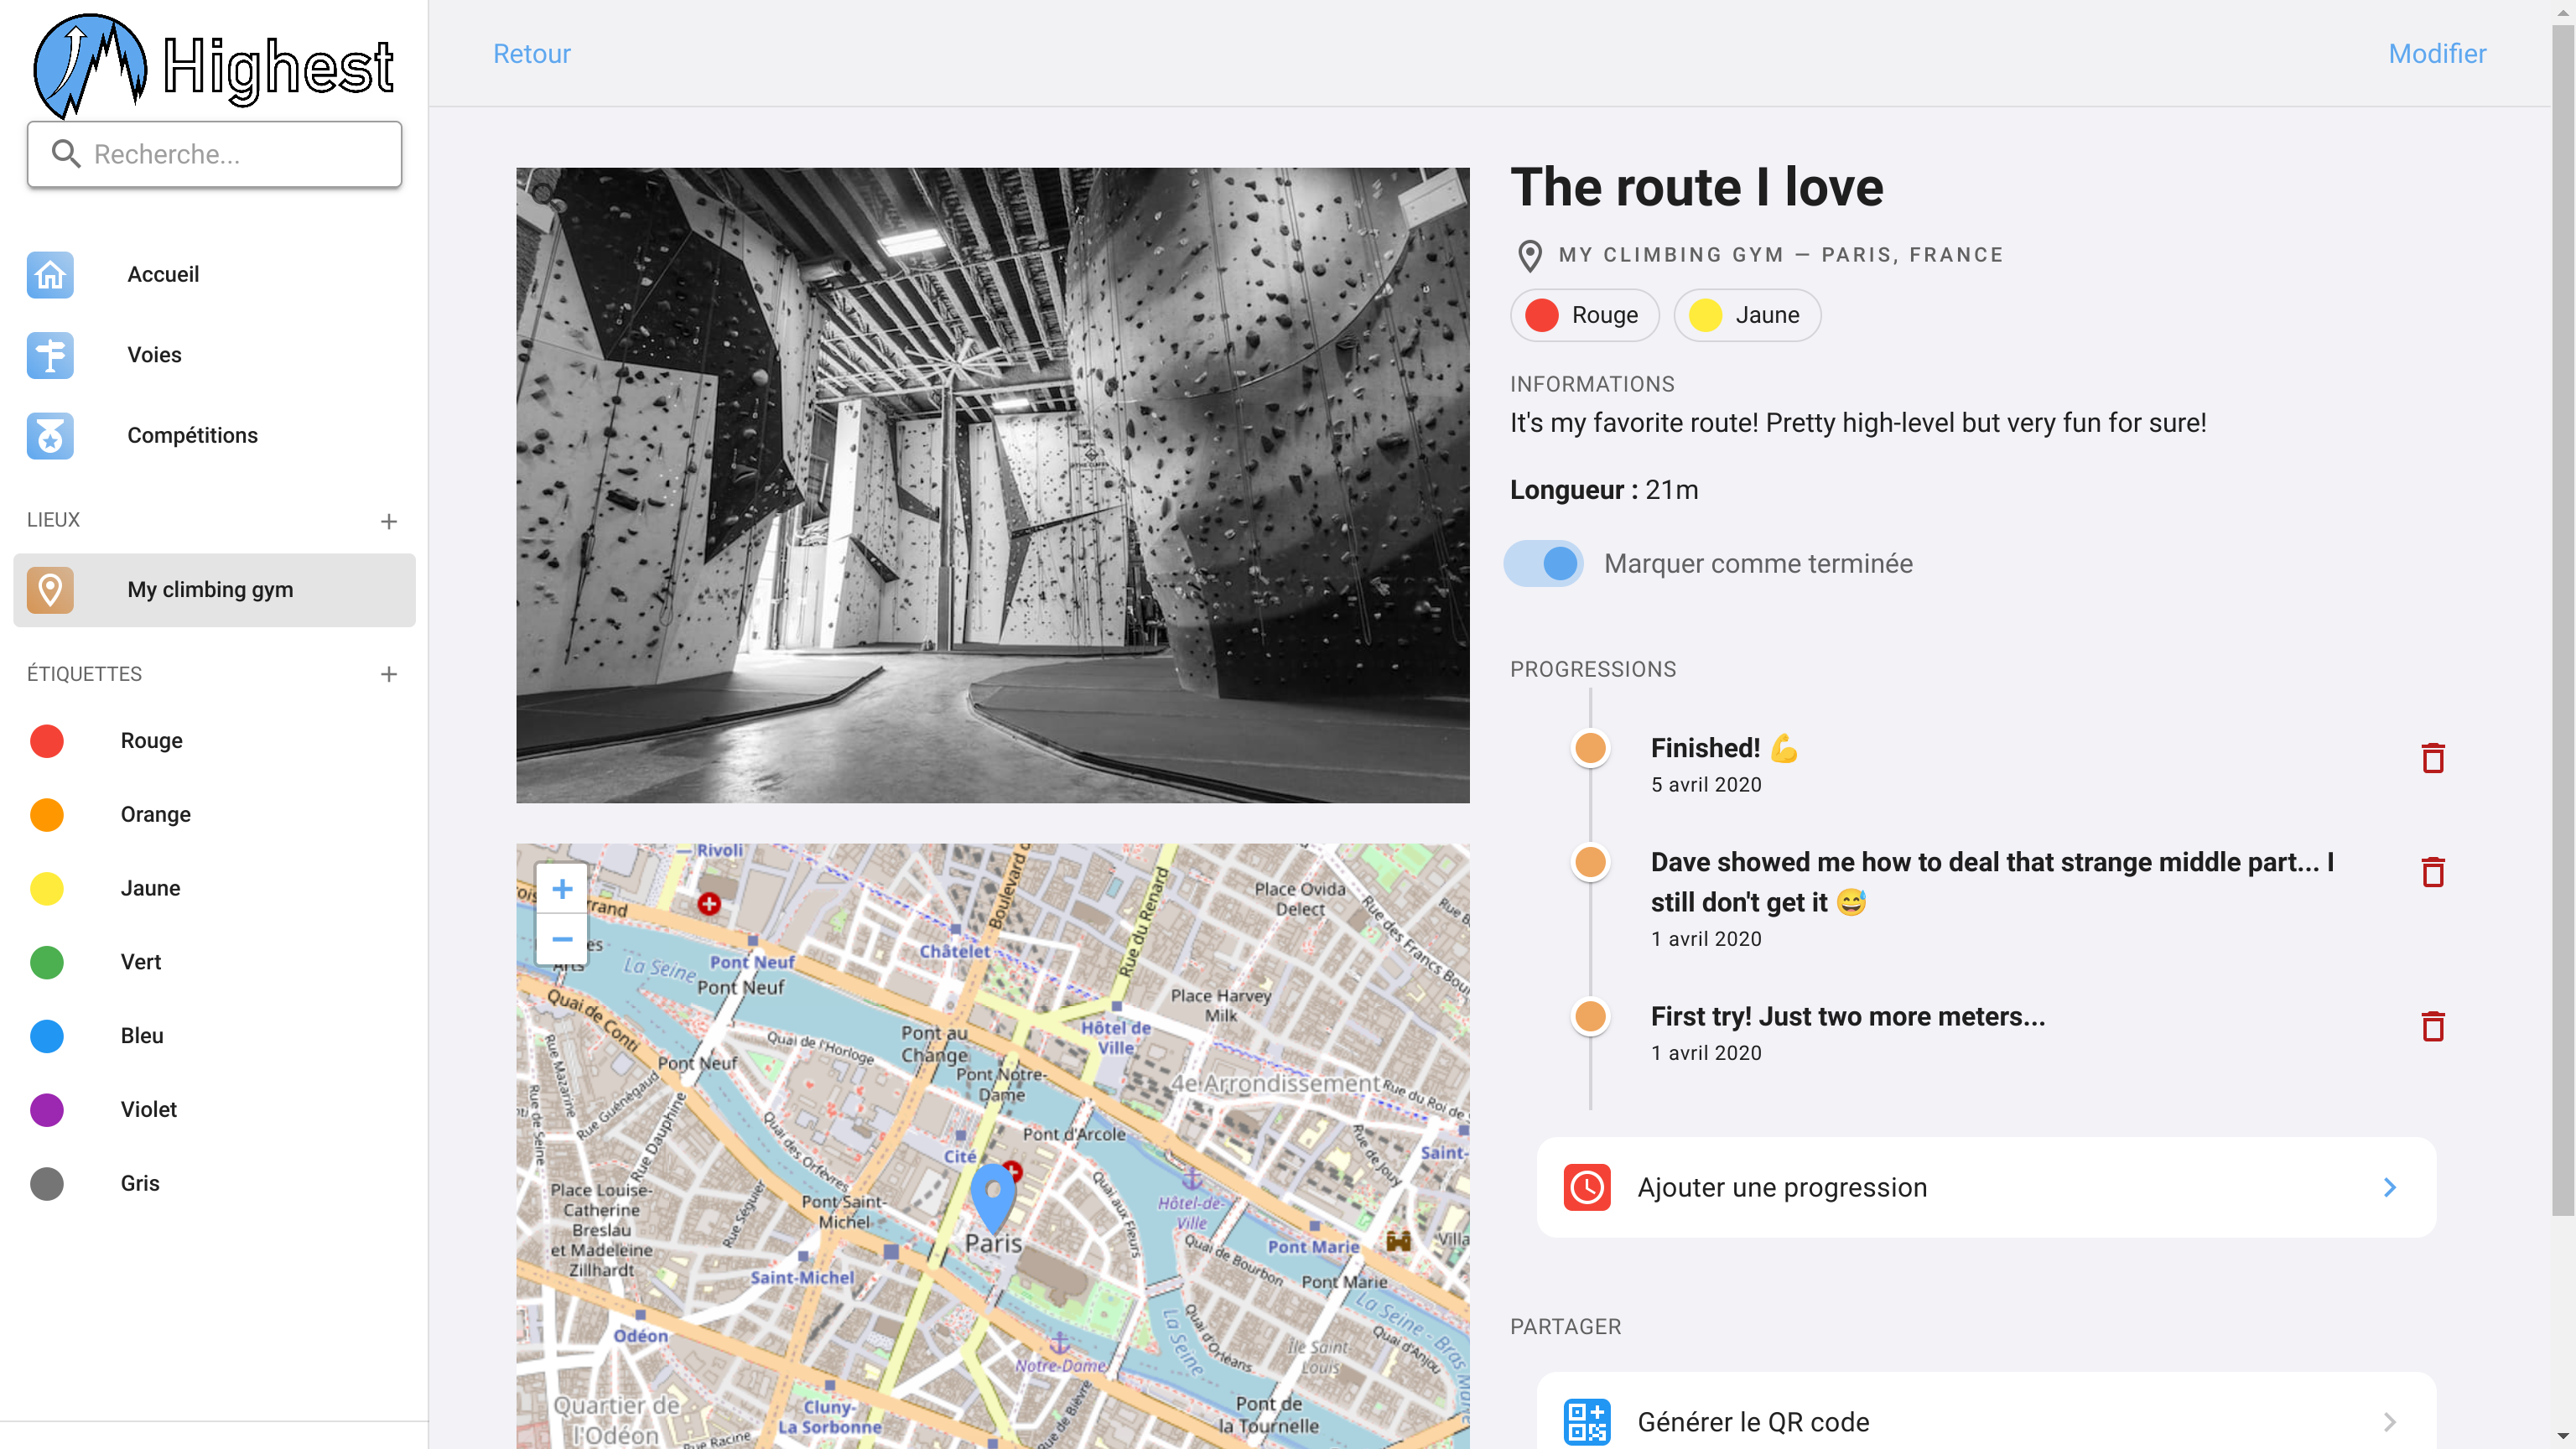 Highest
Recherche...
Accueil
Voies
Compétitions
LIEUX
My climbing gym
ÉTIQUETTES
Rouge
Orange
Jaune
Vert
Bleu
Violet
Gris
Retour
Modifier
The route I love
MY CLIMBING GYM — PARIS, FRANCE
Rouge
Jaune
INFORMATIONS
It's my favorite route! Pretty high-level but very fun for sure!
Longueur : 21m
Marquer comme terminée
PROGRESSIONS
Finished! 💪
5 avril 2020
Dave showed me how to deal that strange middle part... I
still don't get it 😅
1 avril 2020
First try! Just two more meters...
1 avril 2020
Ajouter une progression
PARTAGER
Générer le QR code
Rivoli
Boulevard
Rue du Renard
Place Ovida
Delect
Rue des Francs Bou
Châtelet
La Seine
Pont Neuf
Pont Neuf
Quai de Conti
Place Harvey
Milk
Pont au
Change
Hôtel de
Ville
Quai de l'Horloge
Pont Neuf
Pont Notre-
Dame
4e Arrondissement
Rue du Roi de
Rue Mazarine
Rue de Seine
Rue Guénégaud
Rue Dauphine
Quai des Orfèvres
Pont d'Arcole
Rue de Jouy
Saint-
Cité
Quai aux Fleurs
Hôtel-de-
Ville
Place Louise-
Catherine
Breslau
et Madeleine
Zillhardt
Rue Séguier
Pont Saint-
Michel
Paris
Quai de Bourbon
Pont Marie
Villa
Pont Marie
Saint-Michel
La Seine - Bras Ma
Quai d'Anjou
La Seine
Quai d'Orléans
Île Saint-
Louis
Odéon
Notre-Dame
Rue de Bièvre
Quartier de
l'Odéon
Cluny-
La Sorbonne
Rue Racine
Pont de
la Tournelle